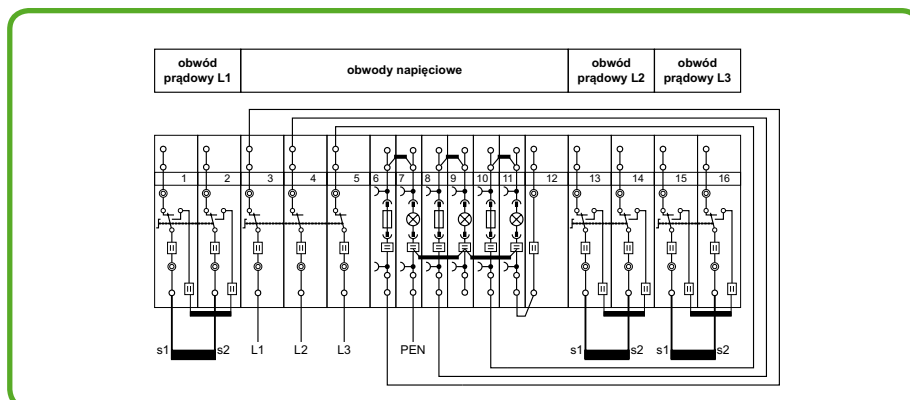 obwód prądowy L1
obwody napięciowe
obwód prądowy L2
obwód prądowy L3
1 2 3 4 5 6 7 8 9 10 11 12 13 14 15 16
s1 s2 L1 L2 L3 PEN s1 s2 s1 s2